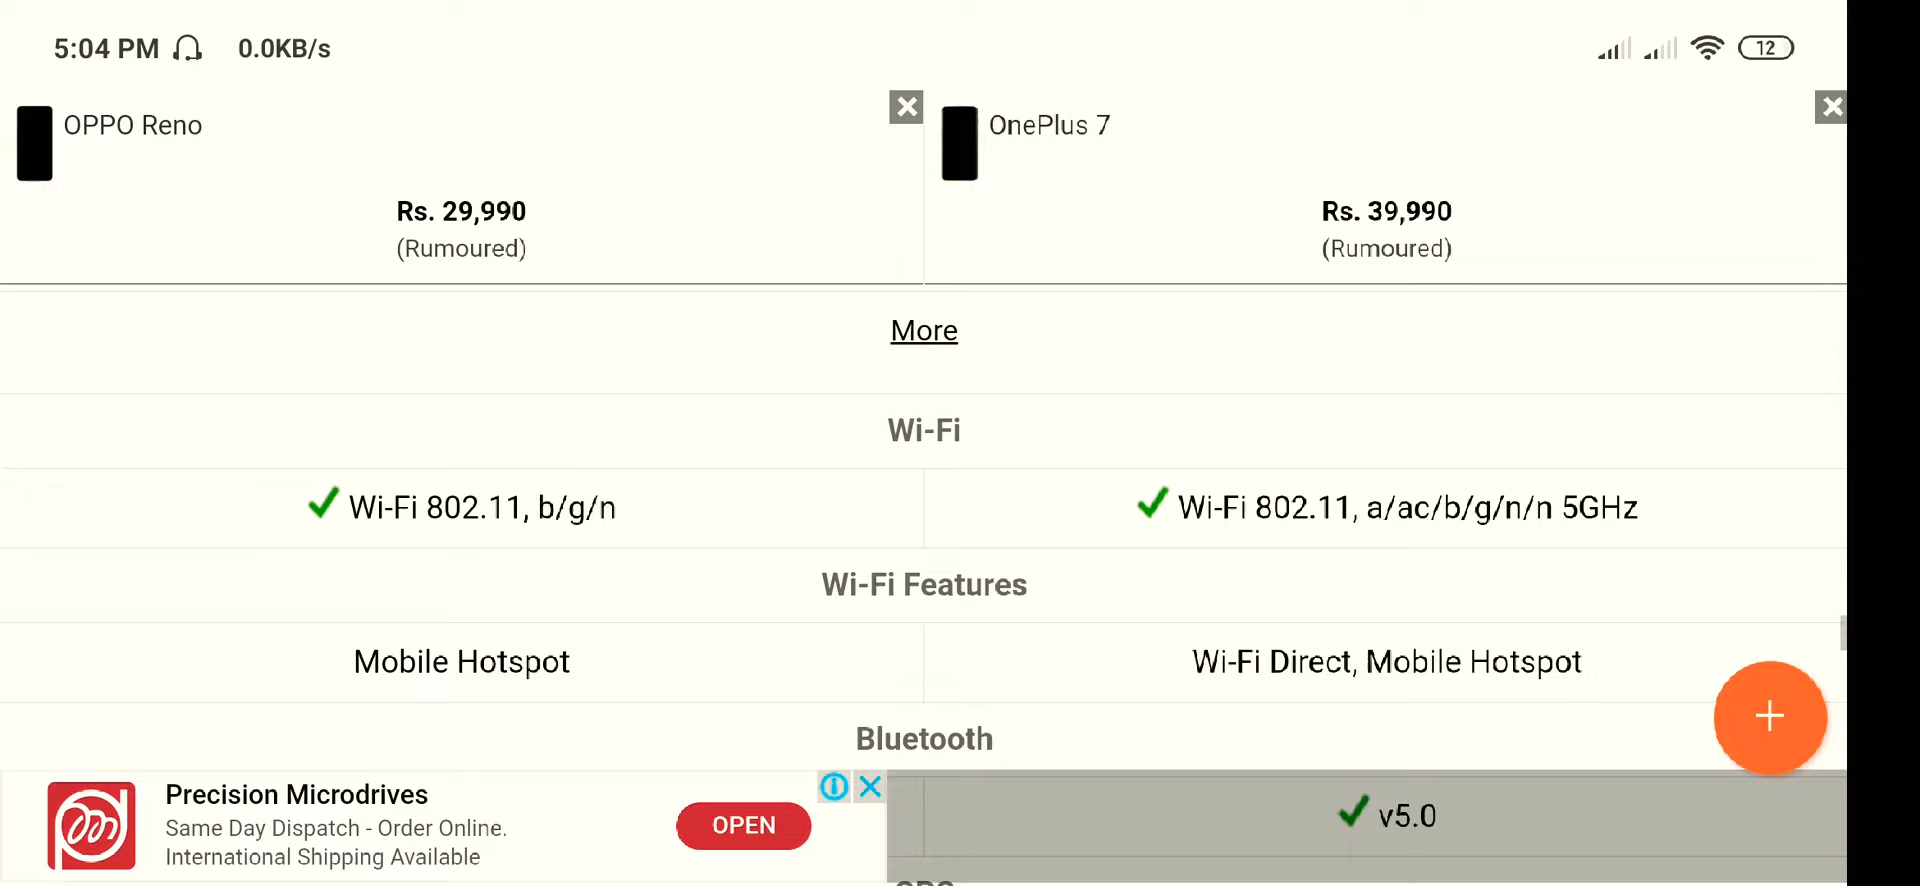 5:04 PM 0.0KB/s 12
OPPO Reno
OnePlus 7
Rs. 29,990
(Rumoured)
Rs. 39,990
(Rumoured)
More
Wi-Fi
Wi-Fi 802.11, b/g/n
Wi-Fi 802.11, a/ac/b/g/n/n 5GHz
Wi-Fi Features
Mobile Hotspot
Wi-Fi Direct, Mobile Hotspot
Bluetooth
v5.0
Precision Microdrives
Same Day Dispatch - Order Online.
International Shipping Available
OPEN